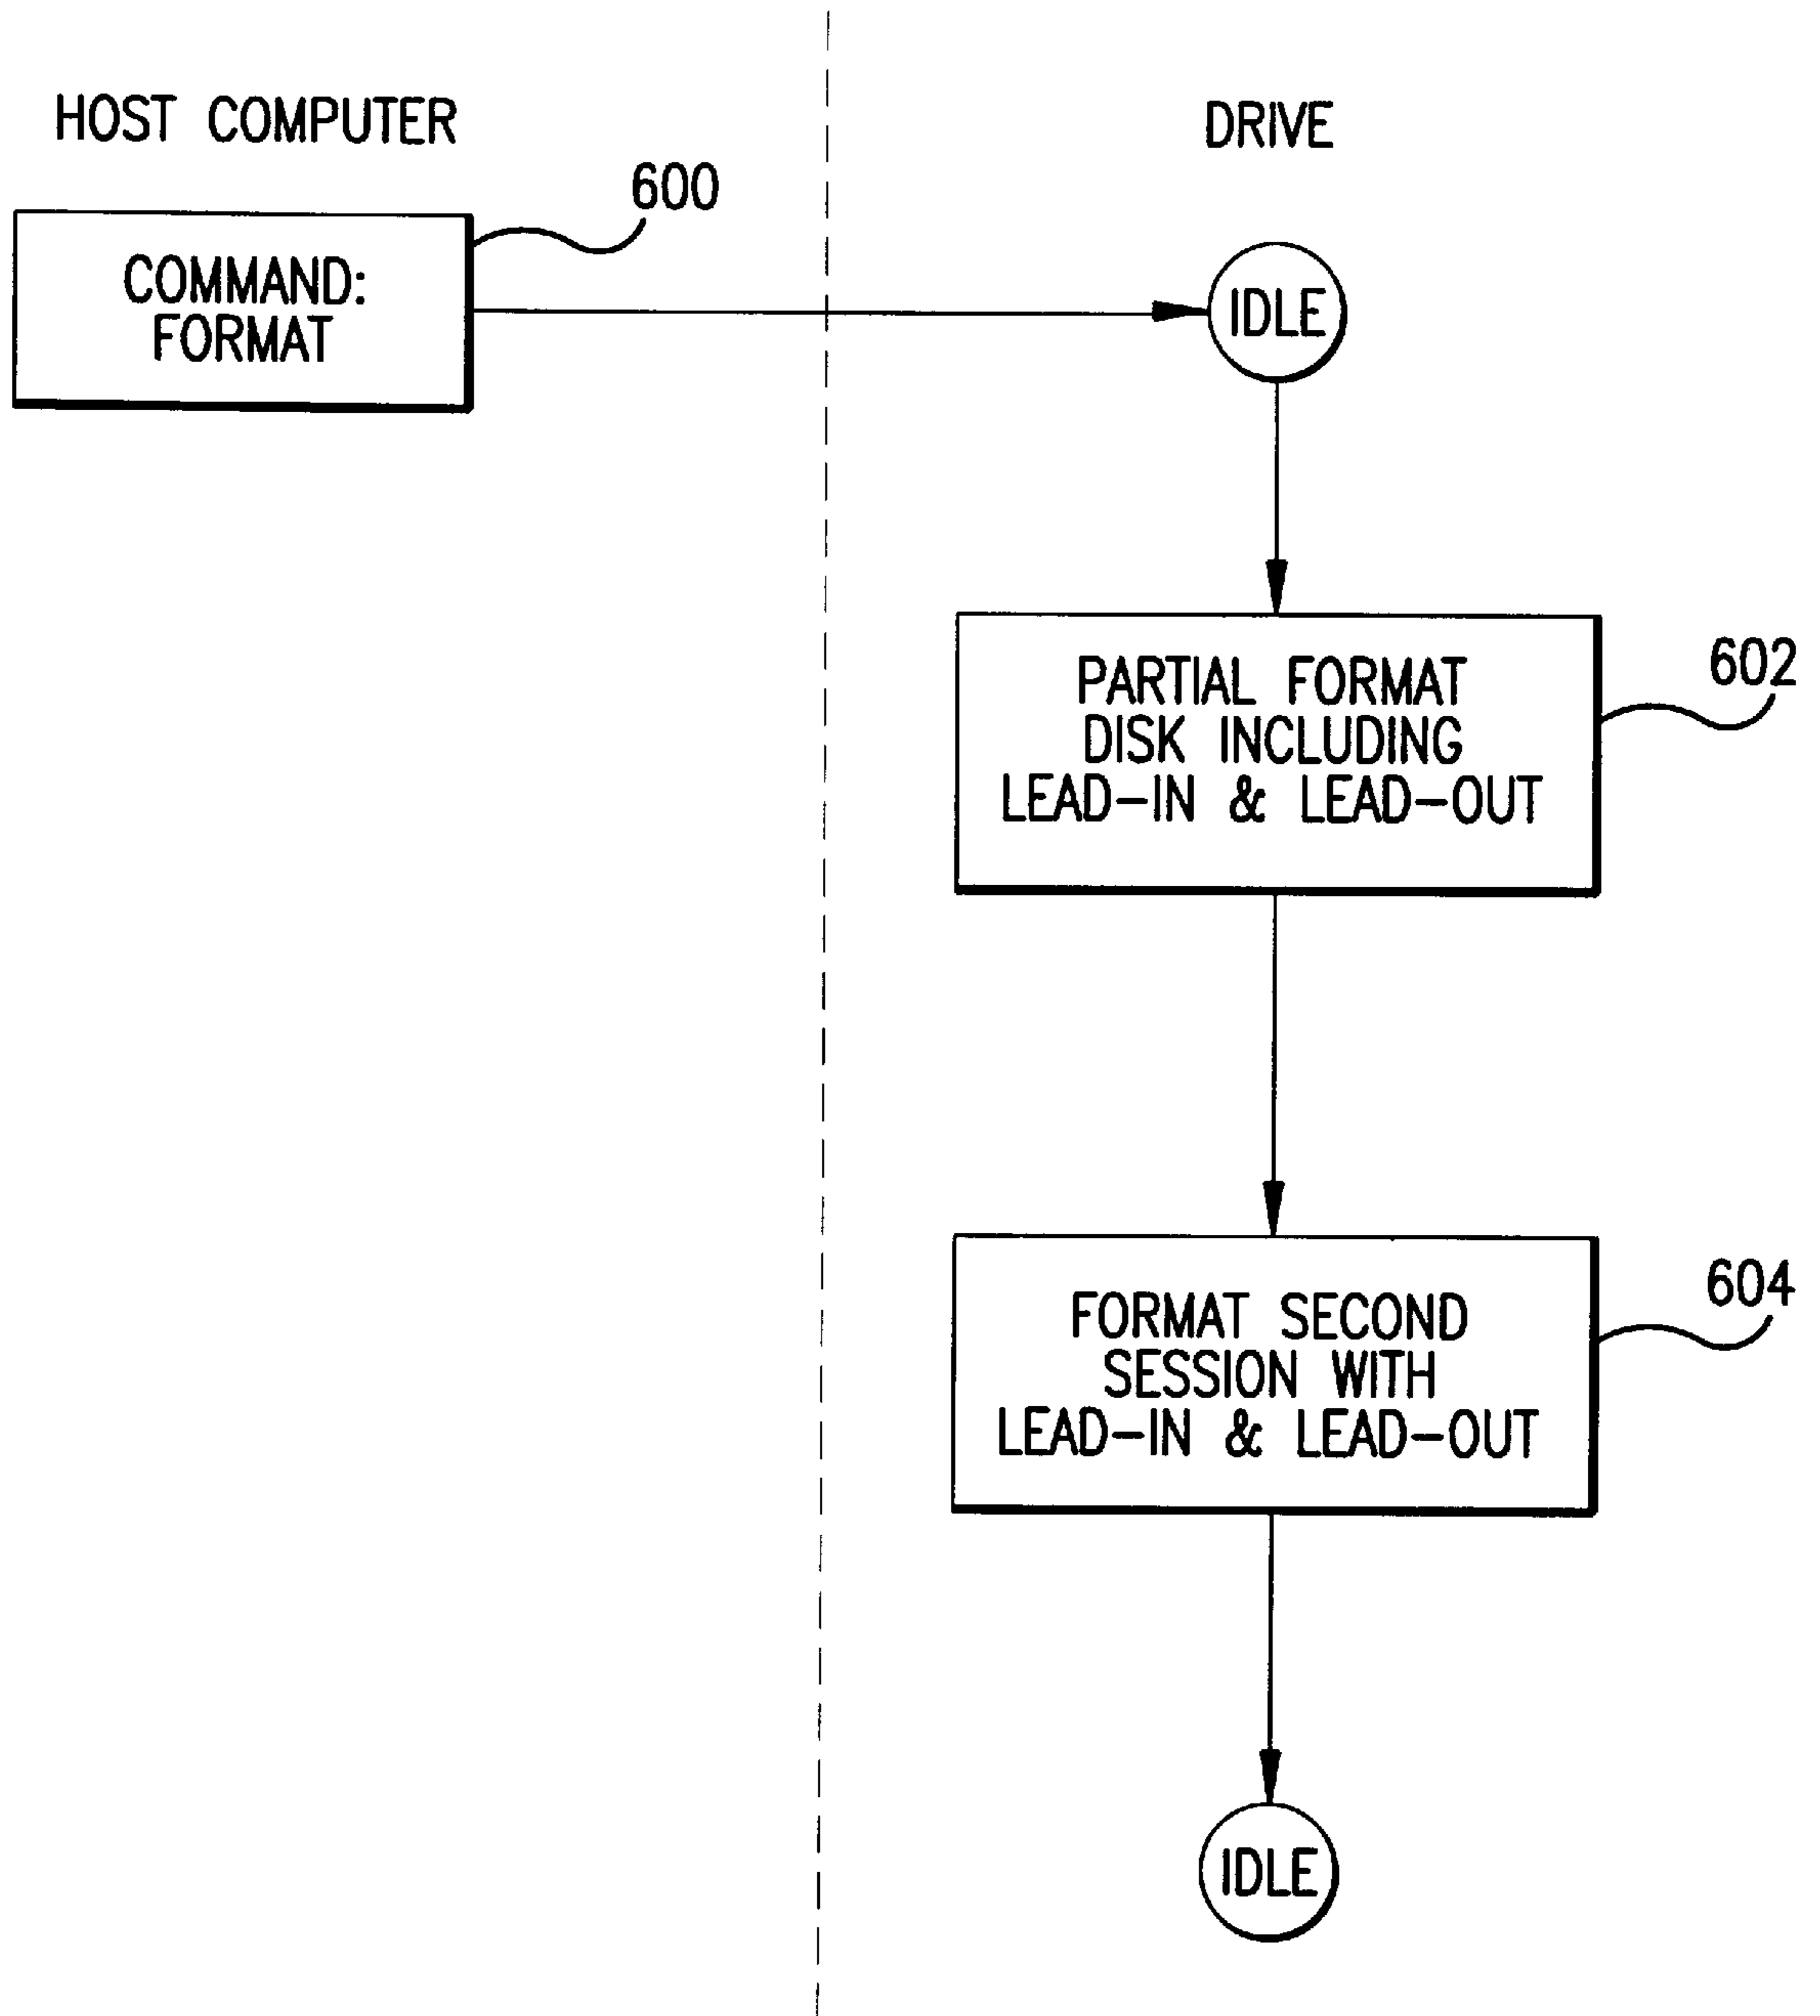 HOST COMPUTER
DRIVE
600
COMMAND:
FORMAT
IDLE
602
PARTIAL FORMAT
DISK INCLUDING
LEAD-IN & LEAD-OUT
604
FORMAT SECOND
SESSION WITH
LEAD-IN & LEAD-OUT
IDLE